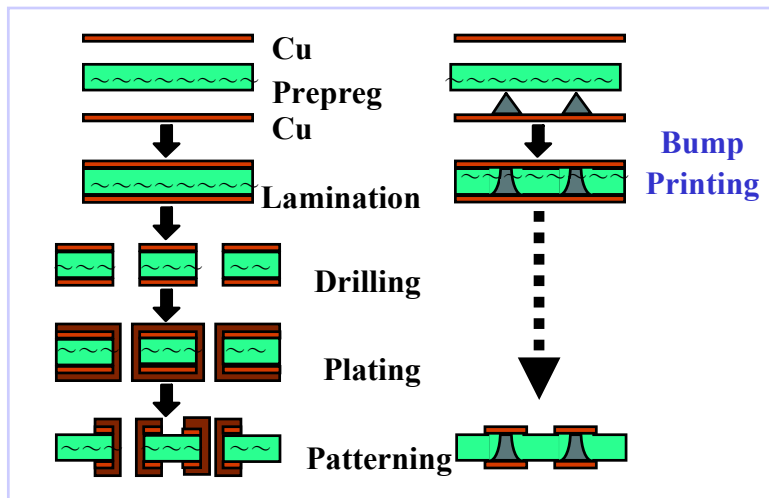 Cu
Prepreg
Cu
Bump
Printing
Lamination
Drilling
Plating
Patterning